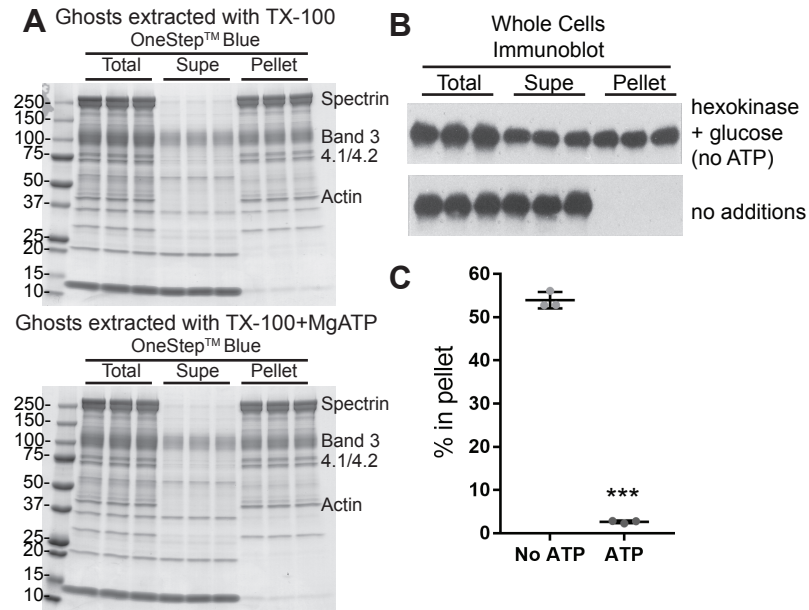 A
Ghosts extracted with TX-100
OneStep™ Blue
Total Supe Pellet
250-
150-
100-
75-
50-
37-
25-
20-
15-
10-
Spectrin
Band 3
4.1/4.2
Actin
Ghosts extracted with TX-100+MgATP
OneStep™ Blue
Total Supe Pellet
250-
150-
100-
75-
50-
37-
25-
20-
15-
10-
Spectrin
Band 3
4.1/4.2
Actin
B
Whole Cells
Immunoblot
Total Supe Pellet
hexokinase
+ glucose
(no ATP)
no additions
C
% in pellet
60
50
40
30
20
10
0
***
No ATP ATP